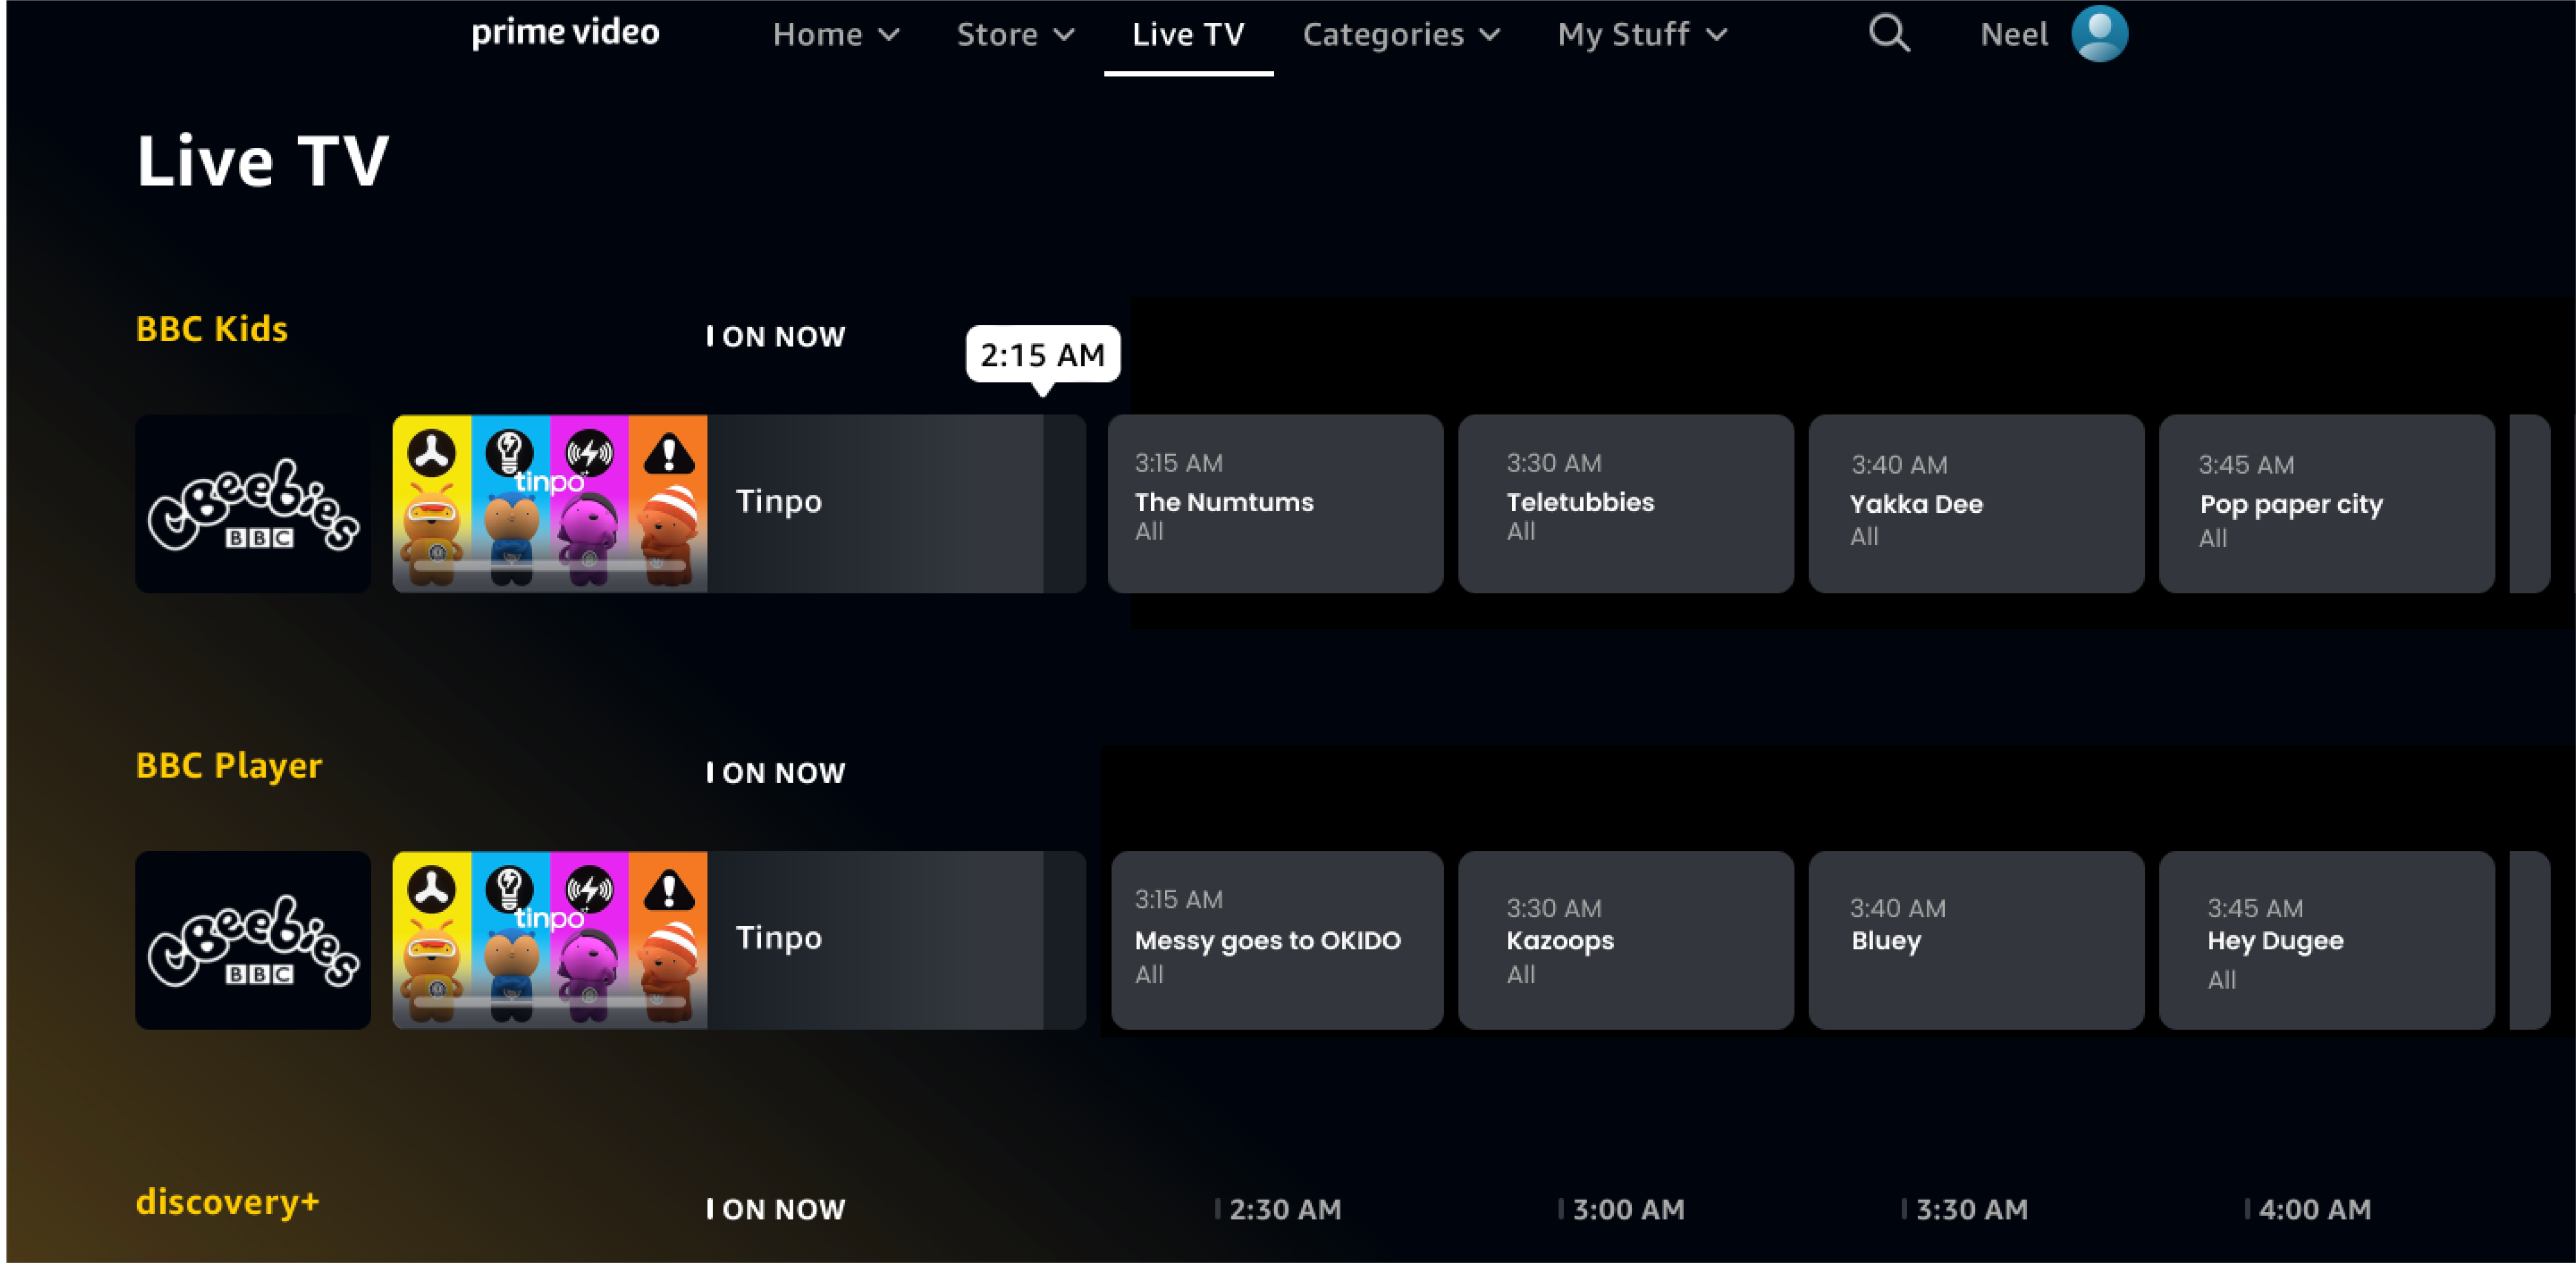 prime video Home Store Live TV Categories My Stuff Neel
Live TV
BBC Kids
ON NOW
2:15 AM
CBeebies
BBC
tinpo
Tinpo
3:15 AM
The Numtums
All
3:30 AM
Teletubbies
All
3:40 AM
Yakka Dee
All
3:45 AM
Pop paper city
All
BBC Player
ON NOW
CBeebies
BBC
tinpo
Tinpo
3:15 AM
Messy goes to OKIDO
All
3:30 AM
Kazoops
All
3:40 AM
Bluey
3:45 AM
Hey Dugee
All
discovery+
ON NOW 2:30 AM 3:00 AM 3:30 AM 4:00 AM